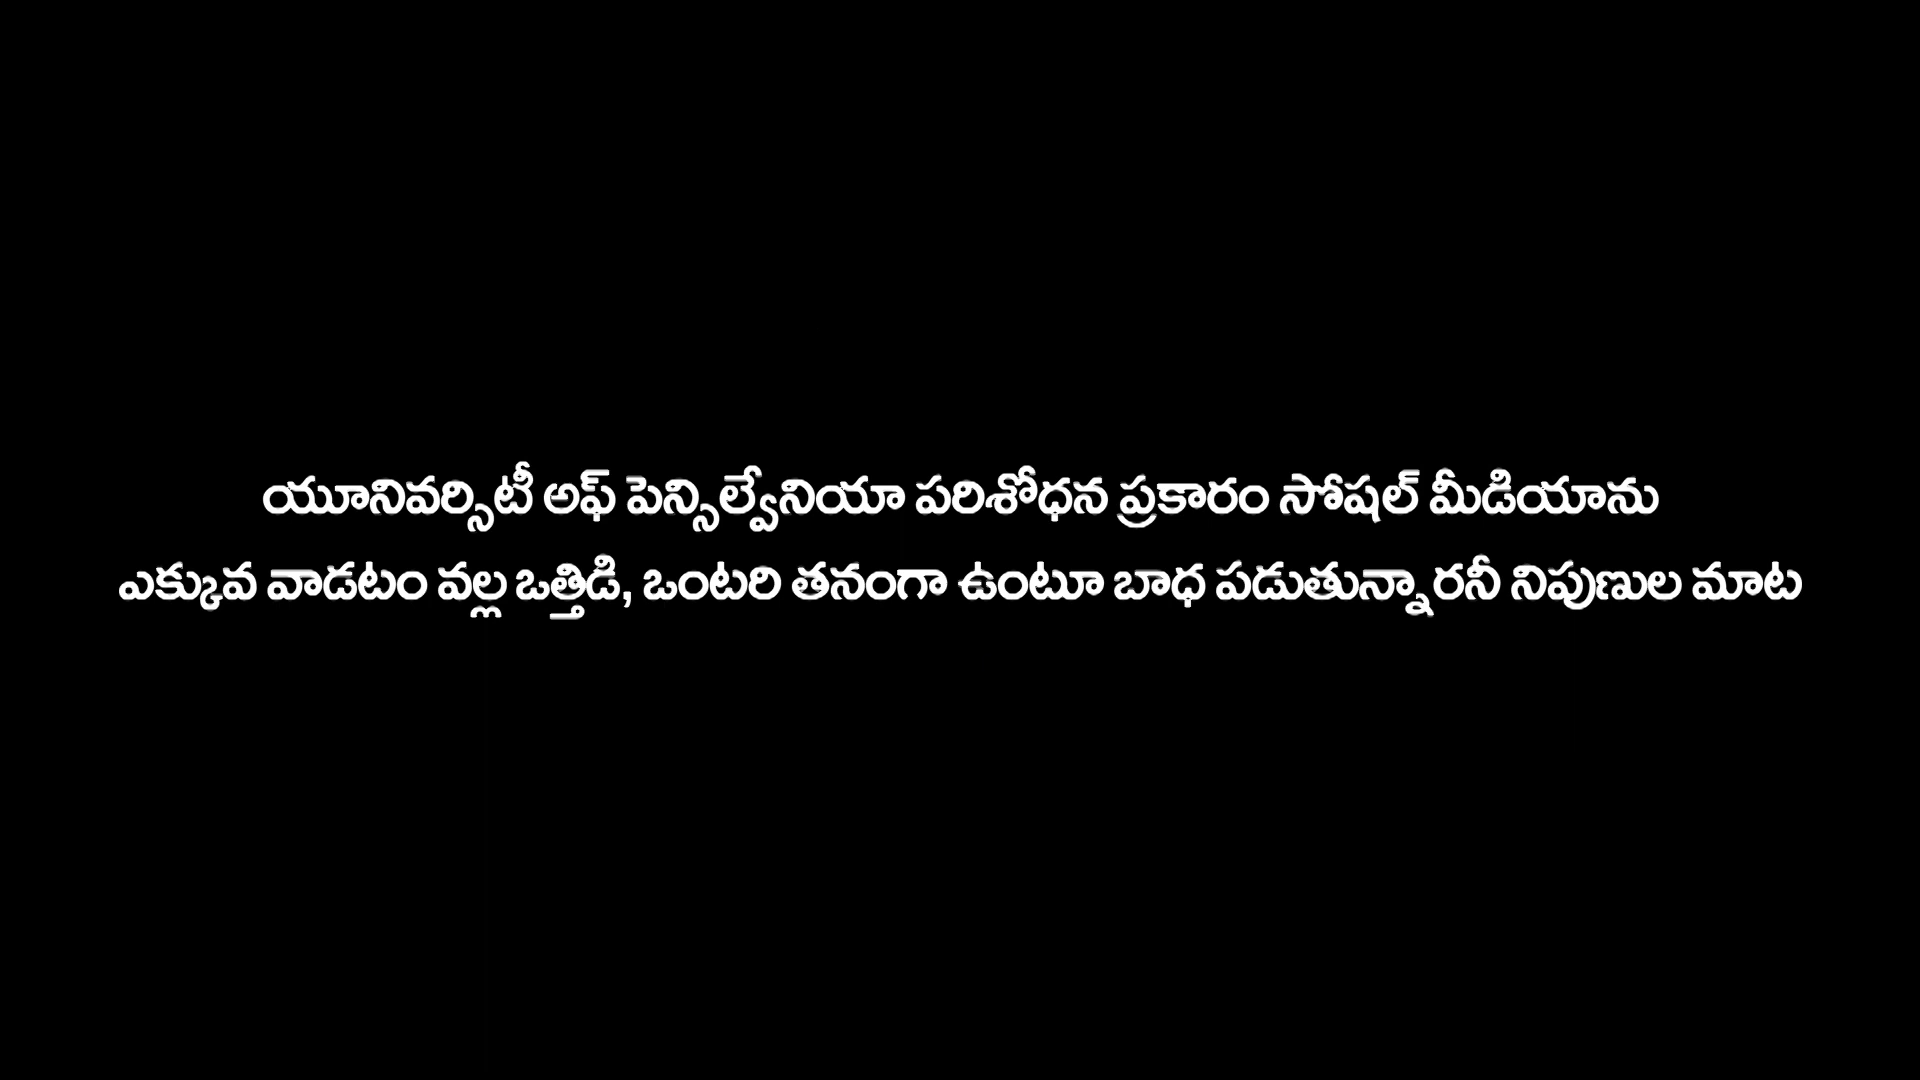 యూనివర్సిటీ అఫ్ పెన్సిల్వేనియా పరిశోధన ప్రకారం సోషల్ మీడియాను
ఎక్కువ వాడటం వల్ల ఒత్తిడి, ఒంటరి తనంగా ఉంటూ బాధ పడుతున్నారనీ నిపుణుల మాట